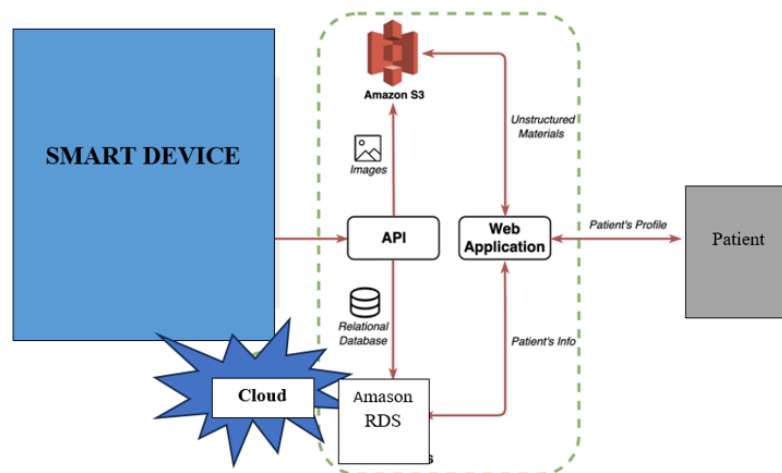 SMART DEVICE
Amazon S3
Images
Unstructured
Materials
API
Web
Application
Patient's Profile
Patient
Relational
Database
Patient's Info
Cloud
Amason
RDS